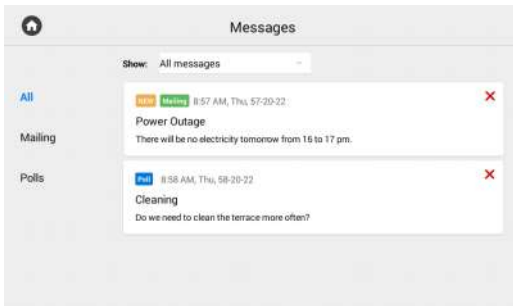 Messages
Show: All messages
All
Mailing
Polls
NEW Mailing 8:57 AM, Thu, 57-20-22
Power Outage
There will be no electricity tomorrow from 16 to 17 pm.
Poll 8:58 AM, Thu, 58-20-22
Cleaning
Do we need to clean the terrace more often?